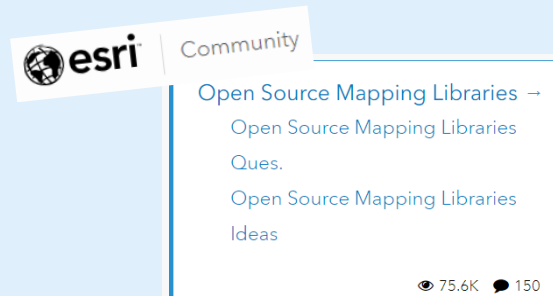 esri Community
Open Source Mapping Libraries →
Open Source Mapping Libraries
Ques.
Open Source Mapping Libraries
Ideas
75.6K 150